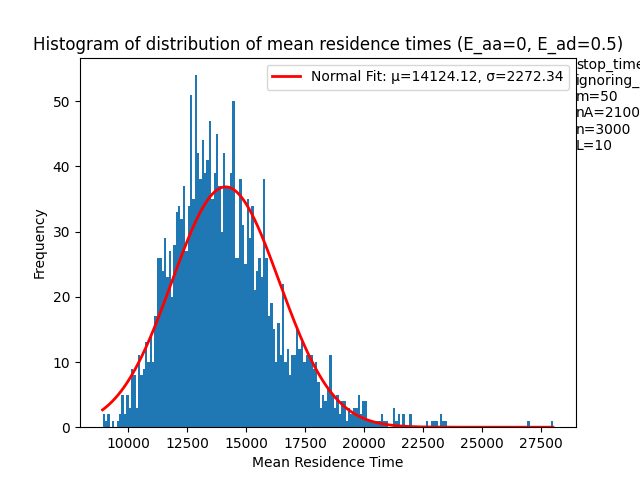 Histogram of distribution of mean residence times (E_aa=0, E_ad=0.5)
stop_time
ignoring_
m=50
nA=2100
n=3000
L=10
Normal Fit: μ=14124.12, σ=2272.34
Frequency
50
40
30
20
10
0
10000 12500 15000 17500 20000 22500 25000 27500
Mean Residence Time